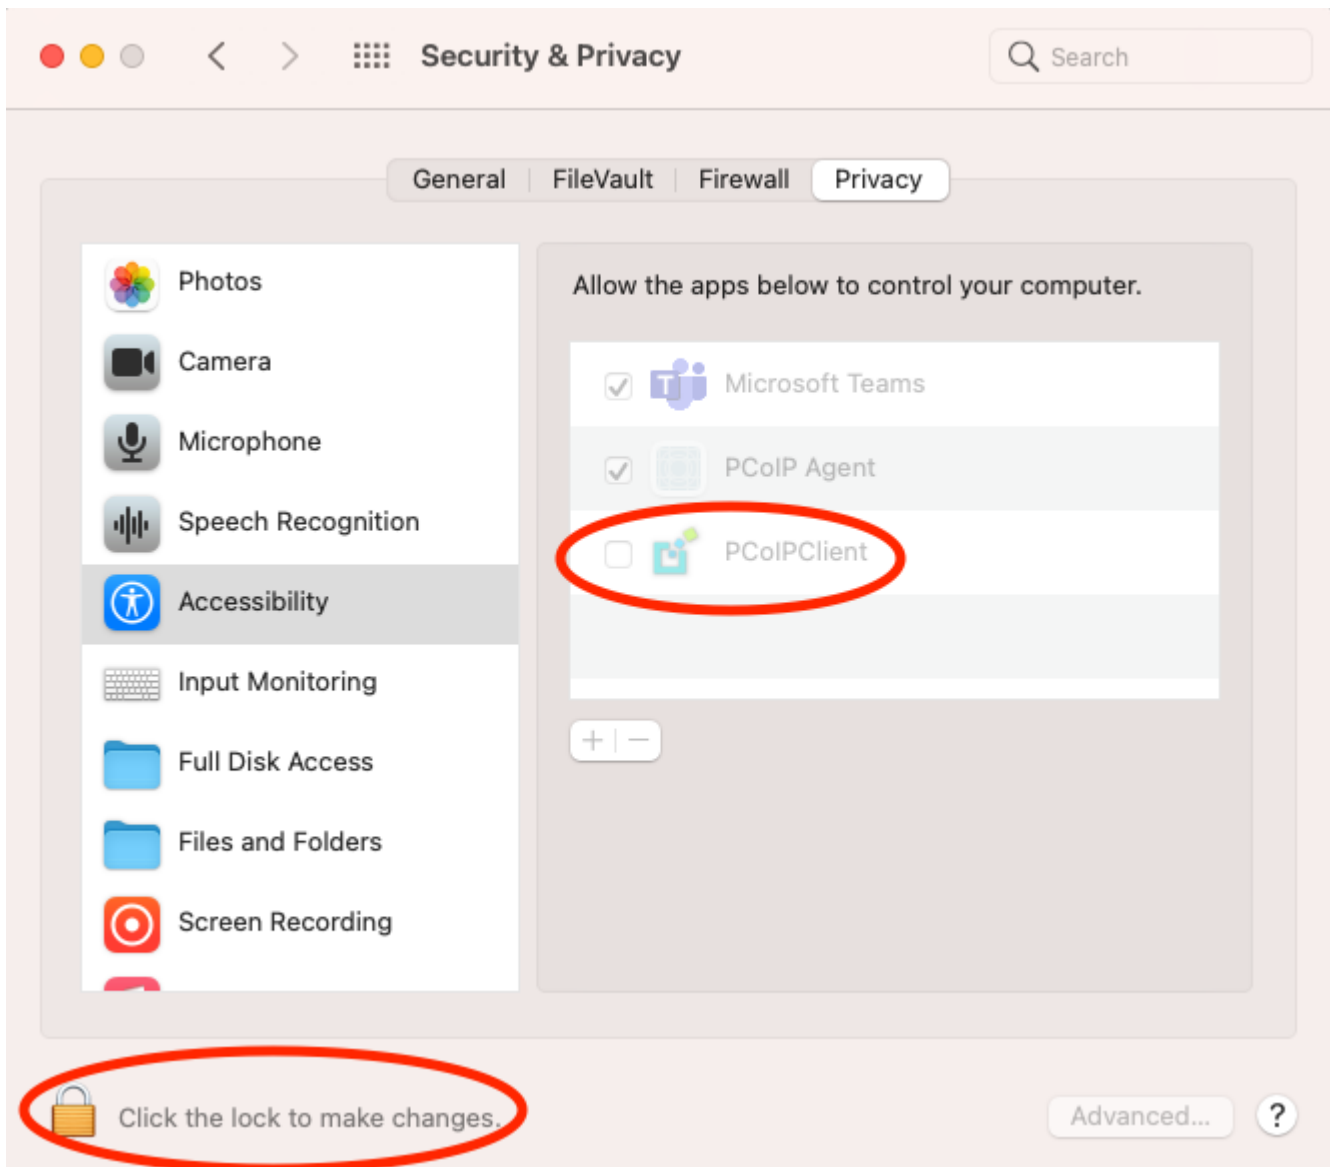 Security & Privacy
Search
General
FileVault
Firewall
Privacy
Photos
Camera
Microphone
Speech Recognition
Accessibility
Input Monitoring
Full Disk Access
Files and Folders
Screen Recording
Allow the apps below to control your computer.
T
Microsoft Teams
PCoIP Agent
PCoIPClient
+ | −
Click the lock to make changes.
Advanced...
?